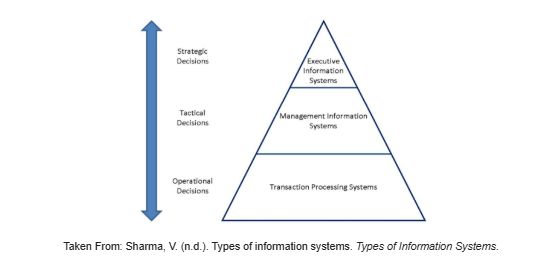 Strategic
Decisions
Executive
Information
Systems
Tactical
Decisions
Management Information
Systems
Operational
Decisions
Transaction Processing Systems
Taken From: Sharma, V. (n.d.). Types of information systems. Types of Information Systems.